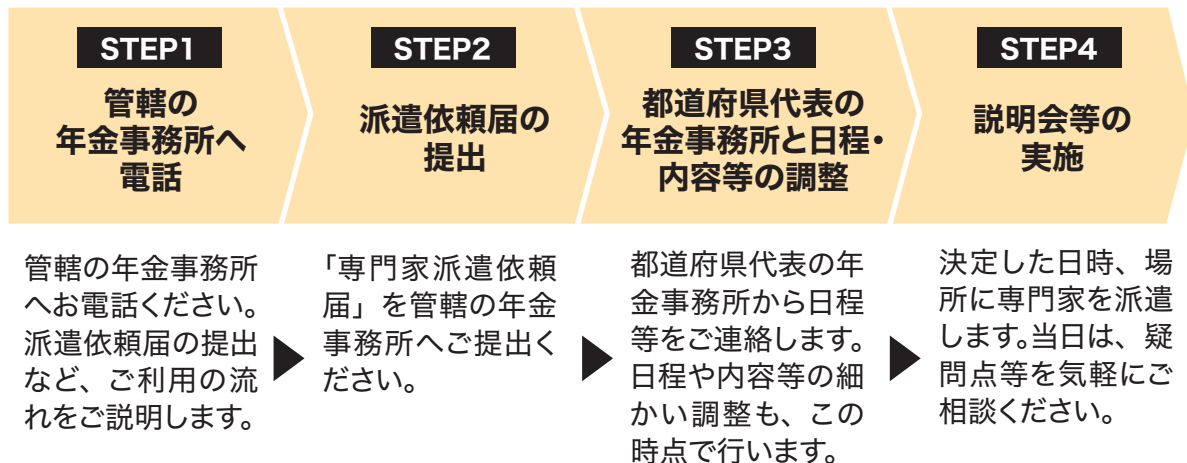 STEP1
管轄の
年金事務所へ
電話
管轄の年金事務所
へお電話ください。
派遣依頼届の提出
など、ご利用の流
れをご説明します。
STEP2
派遣依頼届の
提出
「専門家派遣依頼
届」を管轄の年金
事務所へご提出く
ださい。
STEP3
都道府県代表の
年金事務所と日程・
内容等の調整
都道府県代表の年
金事務所から日程
等をご連絡します。
日程や内容等の細
かい調整も、この
時点で行います。
STEP4
説明会等の
実施
決定した日時、場
所に専門家を派遣
します。当日は、疑
問点等を気軽にご
相談ください。